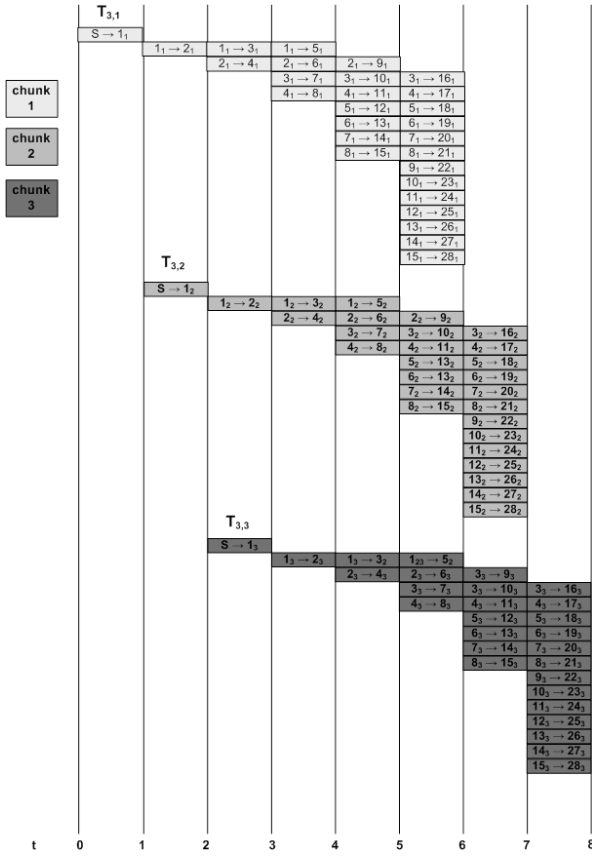 T3,1
S → 1₁
1₁ → 2₁ 1₁ → 3₁ 1₁ → 5₁
2₁ → 4₁ 2₁ → 6₁ 2₁ → 9₁
3₁ → 7₁ 3₁ → 10₁ 3₁ → 16₁
chunk 4₁ → 8₁ 4₁ → 11₁ 4₁ → 17₁
1 5₁ → 12₁ 5₁ → 18₁
6₁ → 13₁ 6₁ → 19₁
chunk 7₁ → 14₁ 7₁ → 20₁
2 8₁ → 15₁ 8₁ → 21₁
9₁ → 22₁
chunk 10₁ → 23₁
3 11₁ → 24₁
12₁ → 25₁
13₁ → 26₁
14₁ → 27₁
15₁ → 28₁
T3,2
S → 1₂
1₂ → 2₂ 1₂ → 3₂ 1₂ → 5₂
2₂ → 4₂ 2₂ → 6₂ 2₂ → 9₂
3₂ → 7₂ 3₂ → 10₂ 3₂ → 16₂
4₂ → 8₂ 4₂ → 11₂ 4₂ → 17₂
5₂ → 13₂ 5₂ → 18₂
6₂ → 13₂ 6₂ → 19₂
7₂ → 14₂ 7₂ → 20₂
8₂ → 15₂ 8₂ → 21₂
9₂ → 22₂
10₂ → 23₂
11₂ → 24₂
12₂ → 25₂
13₂ → 26₂
14₂ → 27₂
15₂ → 28₂
T3,3
S → 1₃
1₃ → 2₃ 1₃ → 3₂ 1₂₃ → 5₂
2₃ → 4₃ 2₃ → 6₃ 3₃ → 9₃
3₃ → 7₃ 3₃ → 10₃ 3₃ → 16₃
4₃ → 8₃ 4₃ → 11₃ 4₃ → 17₃
5₃ → 12₃ 5₃ → 18₃
6₃ → 13₃ 6₃ → 19₃
7₃ → 14₃ 7₃ → 20₃
8₃ → 15₃ 8₃ → 21₃
9₃ → 22₃
10₃ → 23₃
11₃ → 24₃
12₃ → 25₃
13₃ → 26₃
14₃ → 27₃
15₃ → 28₃
t 0 1 2 3 4 5 6 7 8